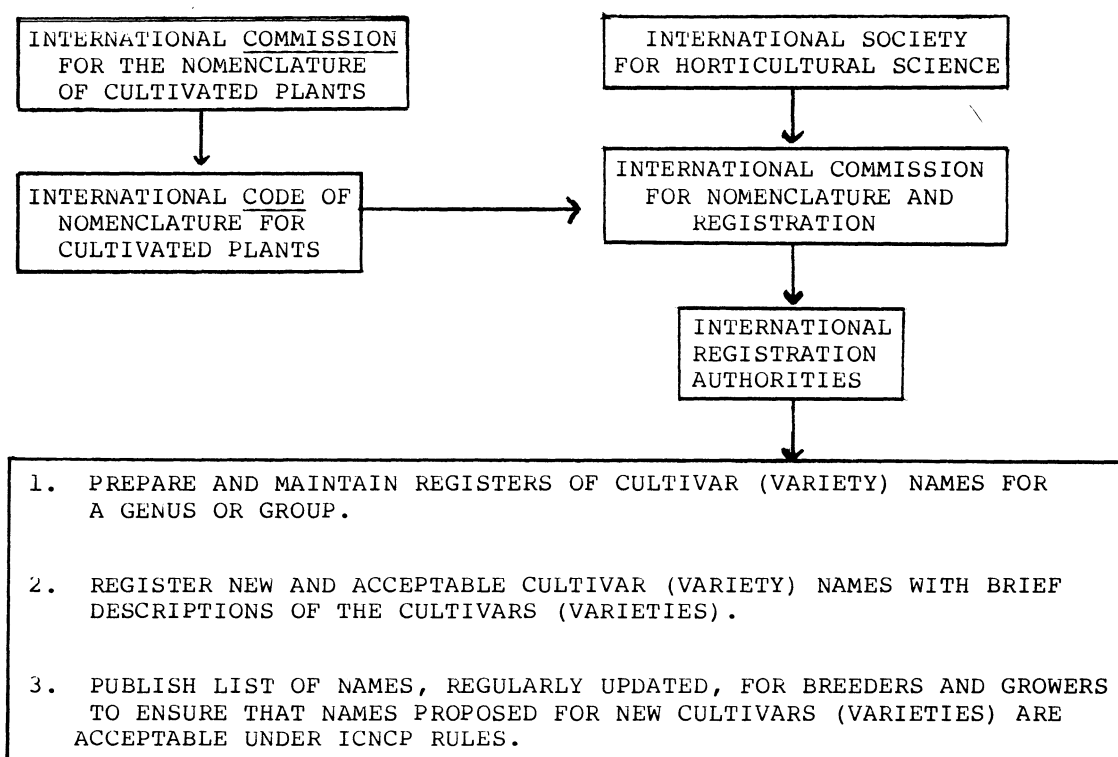 INTERNATIONAL COMMISSION
FOR THE NOMENCLATURE
OF CULTIVATED PLANTS
INTERNATIONAL SOCIETY
FOR HORTICULTURAL SCIENCE
INTERNATIONAL CODE OF
NOMENCLATURE FOR
CULTIVATED PLANTS
INTERNATIONAL COMMISSION
FOR NOMENCLATURE AND
REGISTRATION
INTERNATIONAL
REGISTRATION
AUTHORITIES
1. PREPARE AND MAINTAIN REGISTERS OF CULTIVAR (VARIETY) NAMES FOR
A GENUS OR GROUP.
2. REGISTER NEW AND ACCEPTABLE CULTIVAR (VARIETY) NAMES WITH BRIEF
DESCRIPTIONS OF THE CULTIVARS (VARIETIES).
3. PUBLISH LIST OF NAMES, REGULARLY UPDATED, FOR BREEDERS AND GROWERS
TO ENSURE THAT NAMES PROPOSED FOR NEW CULTIVARS (VARIETIES) ARE
ACCEPTABLE UNDER ICNCP RULES.